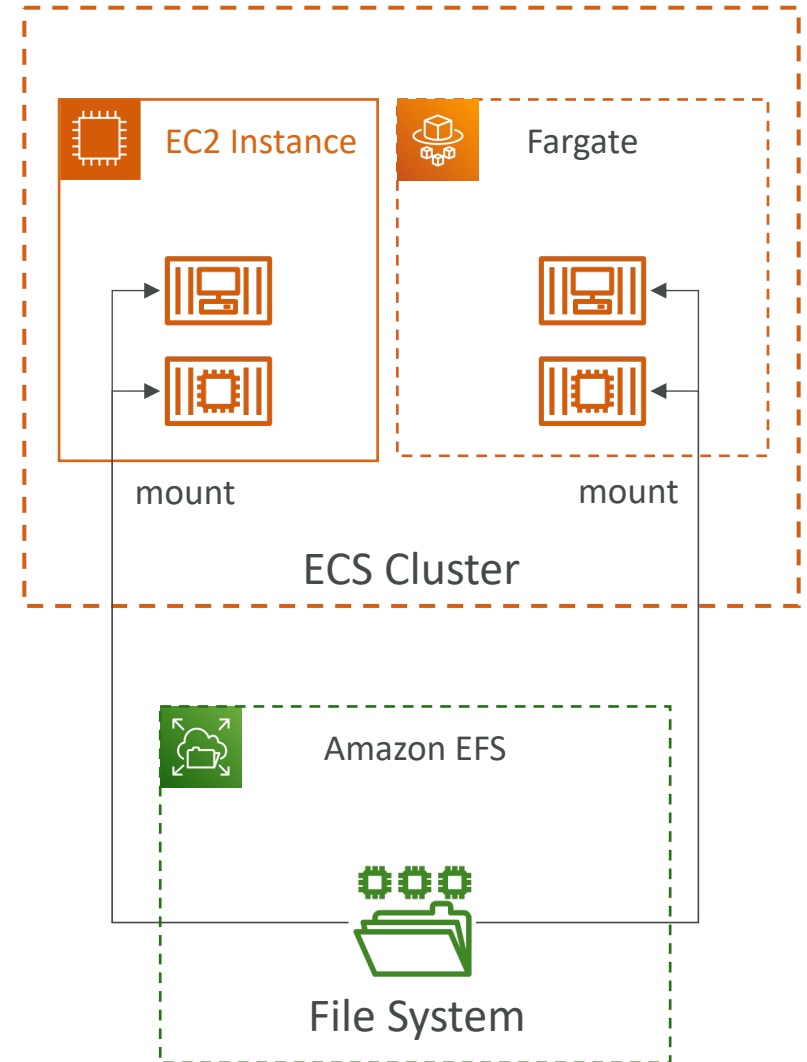 EC2 Instance
Fargate
mount
mount
ECS Cluster
Amazon EFS
File System